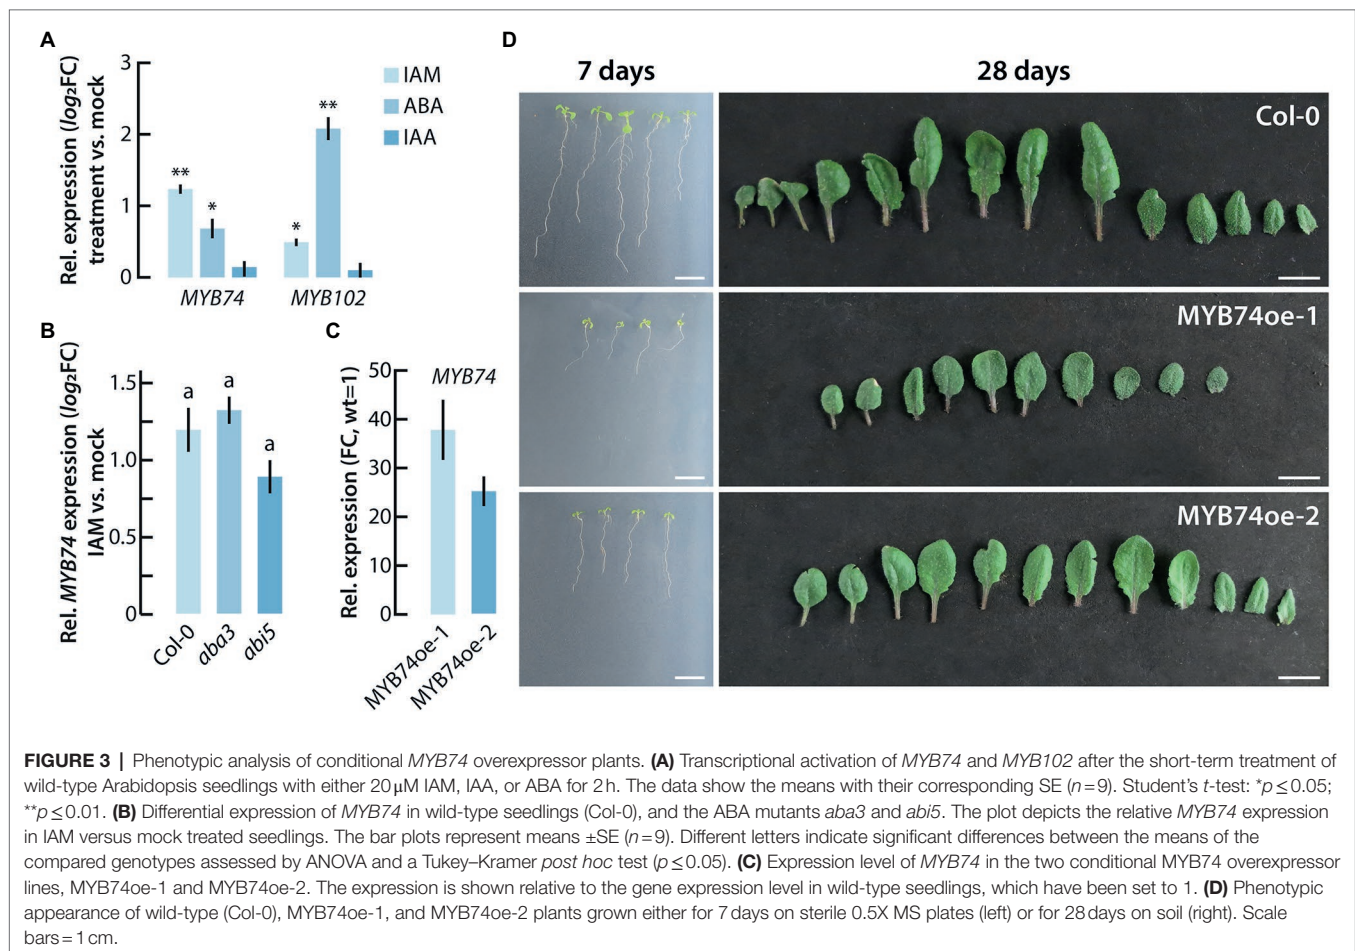 A
Rel. expression (log₂FC)
treatment vs. mock
3
2
1
0
**
*
*
**
IAM
ABA
IAA
MYB74
MYB102
B
Rel. MYB74 expression (log₂FC)
IAM vs. mock
1.5
1.0
0.5
0
a
a
a
Col-0
aba3
abi5
C
Rel. expression (FC, wt=1)
MYB74
50
40
30
20
10
0
MYB74oe-1
MYB74oe-2
D
7 days
28 days
Col-0
MYB74oe-1
MYB74oe-2
FIGURE 3 | Phenotypic analysis of conditional MYB74 overexpressor plants. (A) Transcriptional activation of MYB74 and MYB102 after the short-term treatment of
wild-type Arabidopsis seedlings with either 20 μM IAM, IAA, or ABA for 2 h. The data show the means with their corresponding SE (n=9). Student's t-test: *p≤0.05;
**p≤0.01. (B) Differential expression of MYB74 in wild-type seedlings (Col-0), and the ABA mutants aba3 and abi5. The plot depicts the relative MYB74 expression
in IAM versus mock treated seedlings. The bar plots represent means ±SE (n=9). Different letters indicate significant differences between the means of the
compared genotypes assessed by ANOVA and a Tukey–Kramer post hoc test (p≤0.05). (C) Expression level of MYB74 in the two conditional MYB74 overexpressor
lines, MYB74oe-1 and MYB74oe-2. The expression is shown relative to the gene expression level in wild-type seedlings, which have been set to 1. (D) Phenotypic
appearance of wild-type (Col-0), MYB74oe-1, and MYB74oe-2 plants grown either for 7 days on sterile 0.5X MS plates (left) or for 28 days on soil (right). Scale
bars=1 cm.